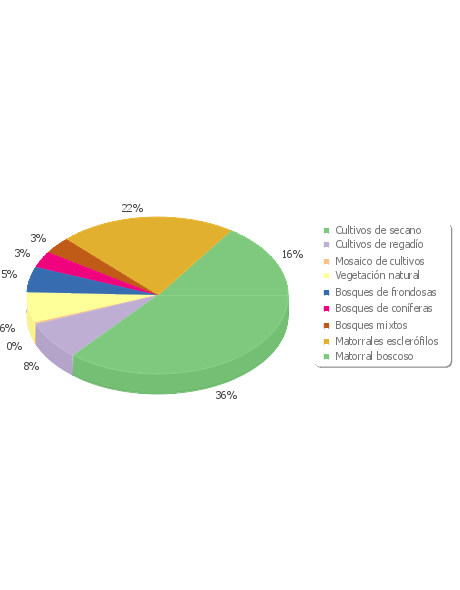 22%
3%
16%
3%
5%
6%
0%
8%
36%
Cultivos de secano
Cultivos de regadío
Mosaico de cultivos
Vegetación natural
Bosques de frondosas
Bosques de coníferas
Bosques mixtos
Matorrales esclerófilos
Matorral boscoso